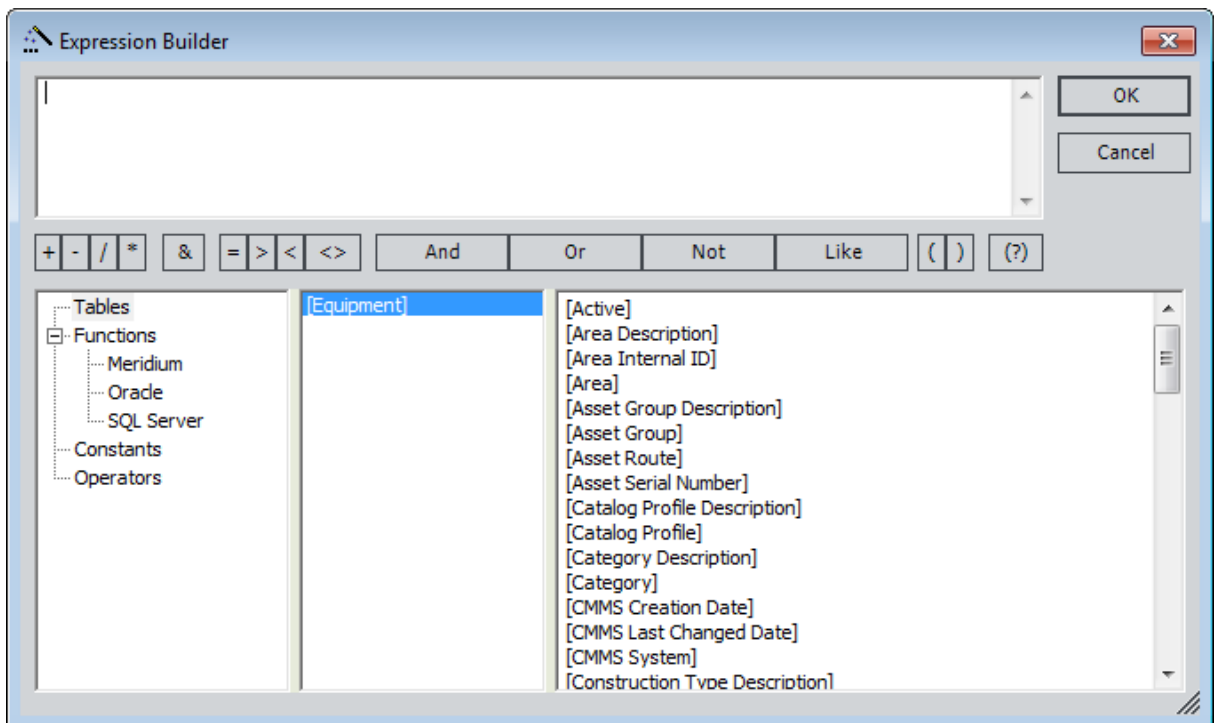 Expression Builder
OK
Cancel
+ - / * & = > < <> And Or Not Like ( ) (?)
Tables
Functions
Meridium
Oracle
SQL Server
Constants
Operators
[Equipment]
[Active]
[Area Description]
[Area Internal ID]
[Area]
[Asset Group Description]
[Asset Group]
[Asset Route]
[Asset Serial Number]
[Catalog Profile Description]
[Catalog Profile]
[Category Description]
[Category]
[CMMS Creation Date]
[CMMS Last Changed Date]
[CMMS System]
[Construction Type Description]